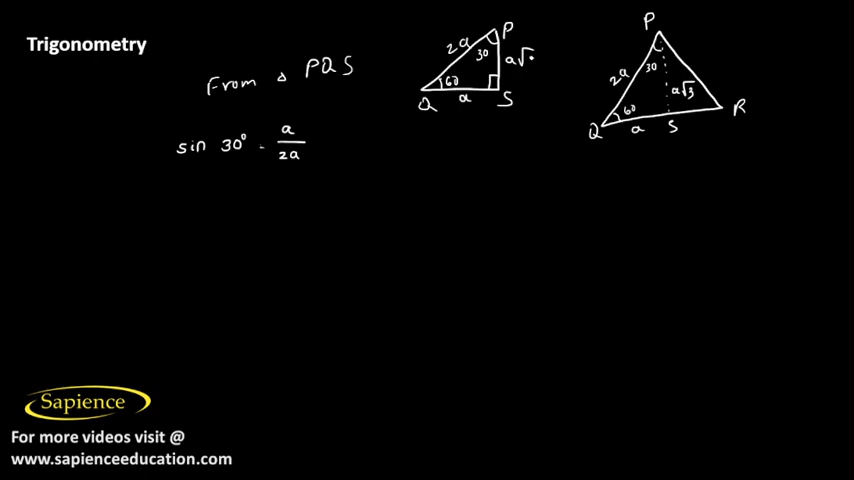 Trigonometry
From △ PQS
sin 30° = a/2a
P
2a
30
a√
60
Q
a
S
P
2a
30
a√3
60
Q
a
S
R
Sapience
For more videos visit @
www.sapienceeducation.com